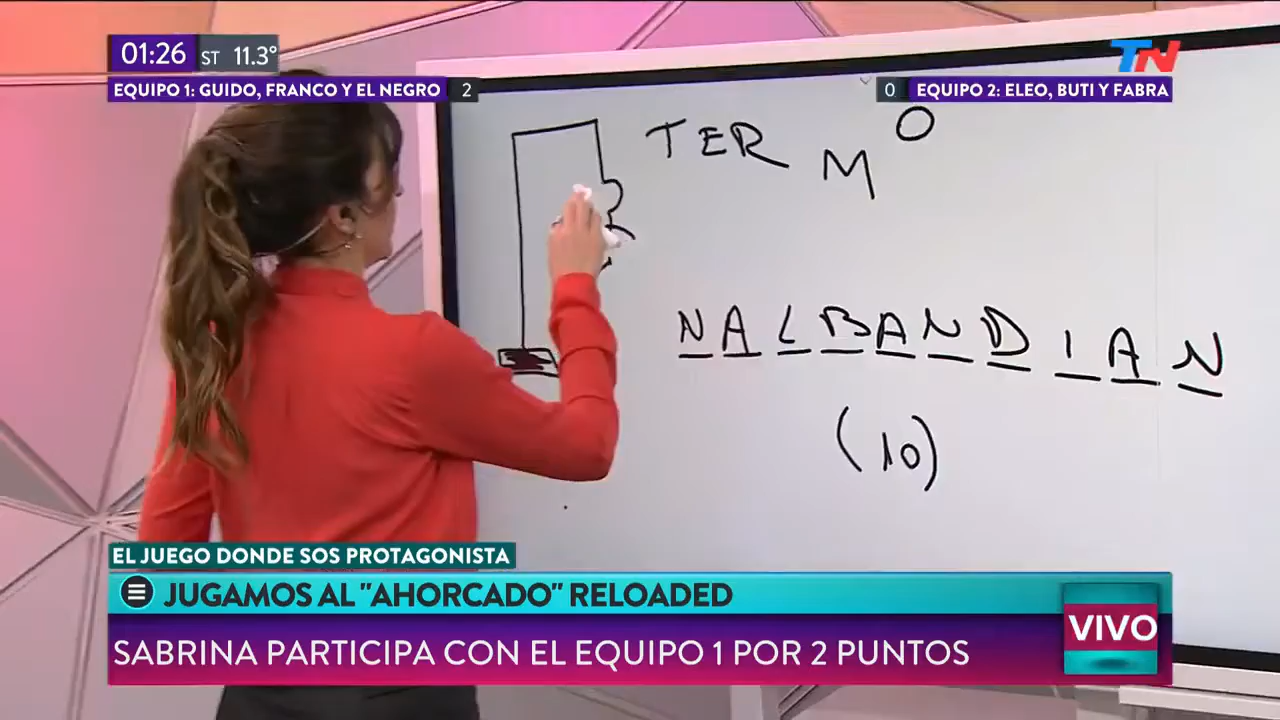 01:26 ST 11.3°
TN
EQUIPO 1: GUIDO, FRANCO Y EL NEGRO 2
0 EQUIPO 2: ELEO, BUTI Y FABRA
TER M O
NALBANDIAN
(10)
EL JUEGO DONDE SOS PROTAGONISTA
JUGAMOS AL "AHORCADO" RELOADED
VIVO
SABRINA PARTICIPA CON EL EQUIPO 1 POR 2 PUNTOS